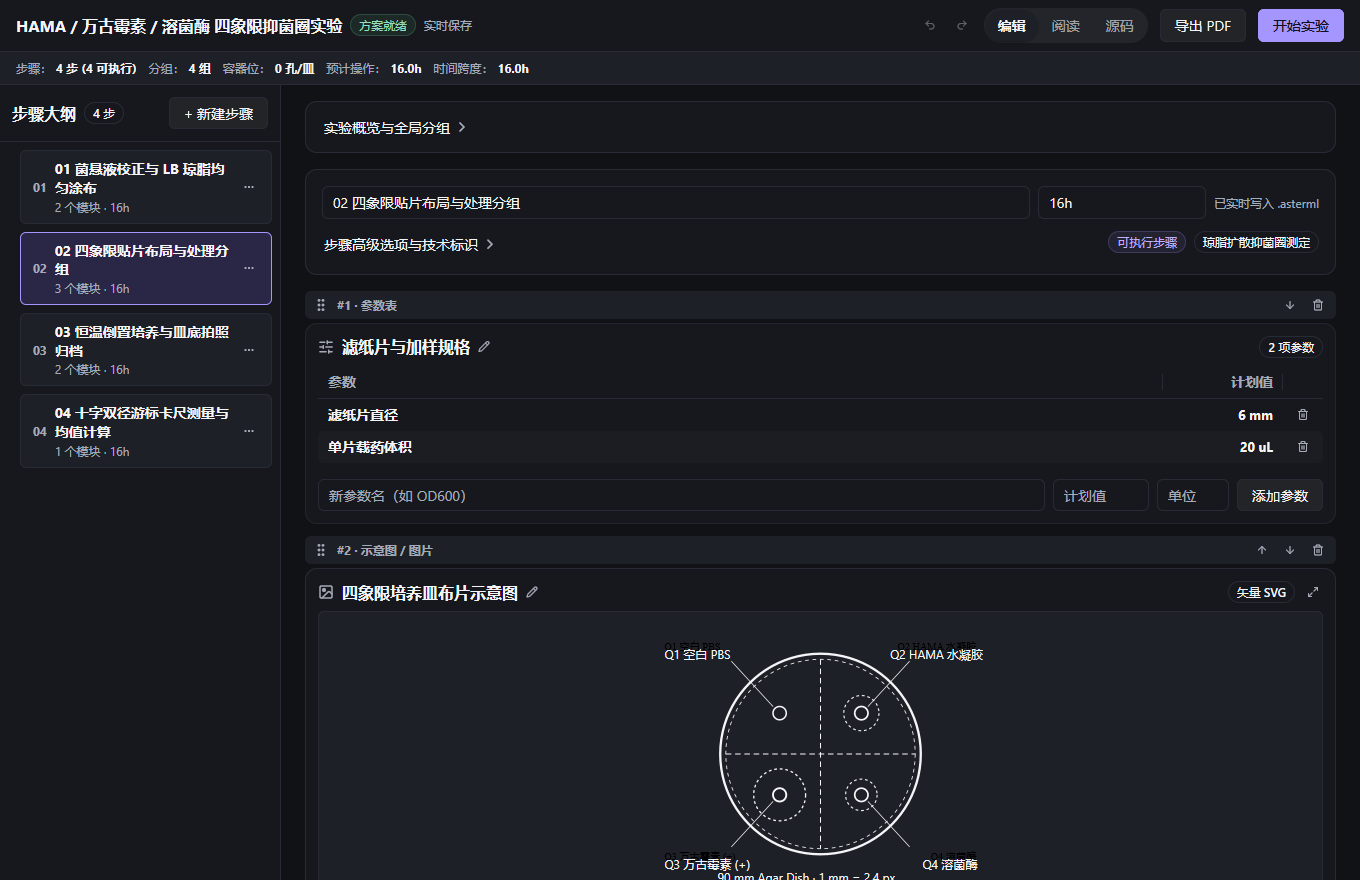 HAMA / 万古霉素 / 溶菌酶 四象限抑菌圈实验
方案就绪
实时保存
编辑
阅读
源码
导出 PDF
开始实验
步骤: 4 步 (4 可执行) 分组: 4 组 容器位: 0 孔/皿 预计操作: 16.0h 时间跨度: 16.0h
步骤大纲
4 步
+ 新建步骤
01
01 菌悬液校正与 LB 琼脂均
匀涂布
2 个模块 · 16h
...
02
02 四象限贴片布局与处理分
组
3 个模块 · 16h
...
03
03 恒温倒置培养与皿底拍照
归档
2 个模块 · 16h
...
04
04 十字双径游标卡尺测量与
均值计算
1 个模块 · 16h
...
实验概览与全局分组
02 四象限贴片布局与处理分组
16h
已实时写入 .asterml
步骤高级选项与技术标识
可执行步骤
琼脂扩散抑菌圈测定
#1 · 参数表
滤纸片与加样规格
2 项参数
参数 计划值
滤纸片直径 6 mm
单片载药体积 20 uL
新参数名（如 OD600）
计划值
单位
添加参数
#2 · 示意图 / 图片
四象限培养皿布片示意图
矢量 SVG
Q1 空白 PBS
Q2 HAMA 水凝胶
Q3 万古霉素 (+)
Q4 溶菌酶
90 mm Agar Dish · 1 mm = 2.4 px